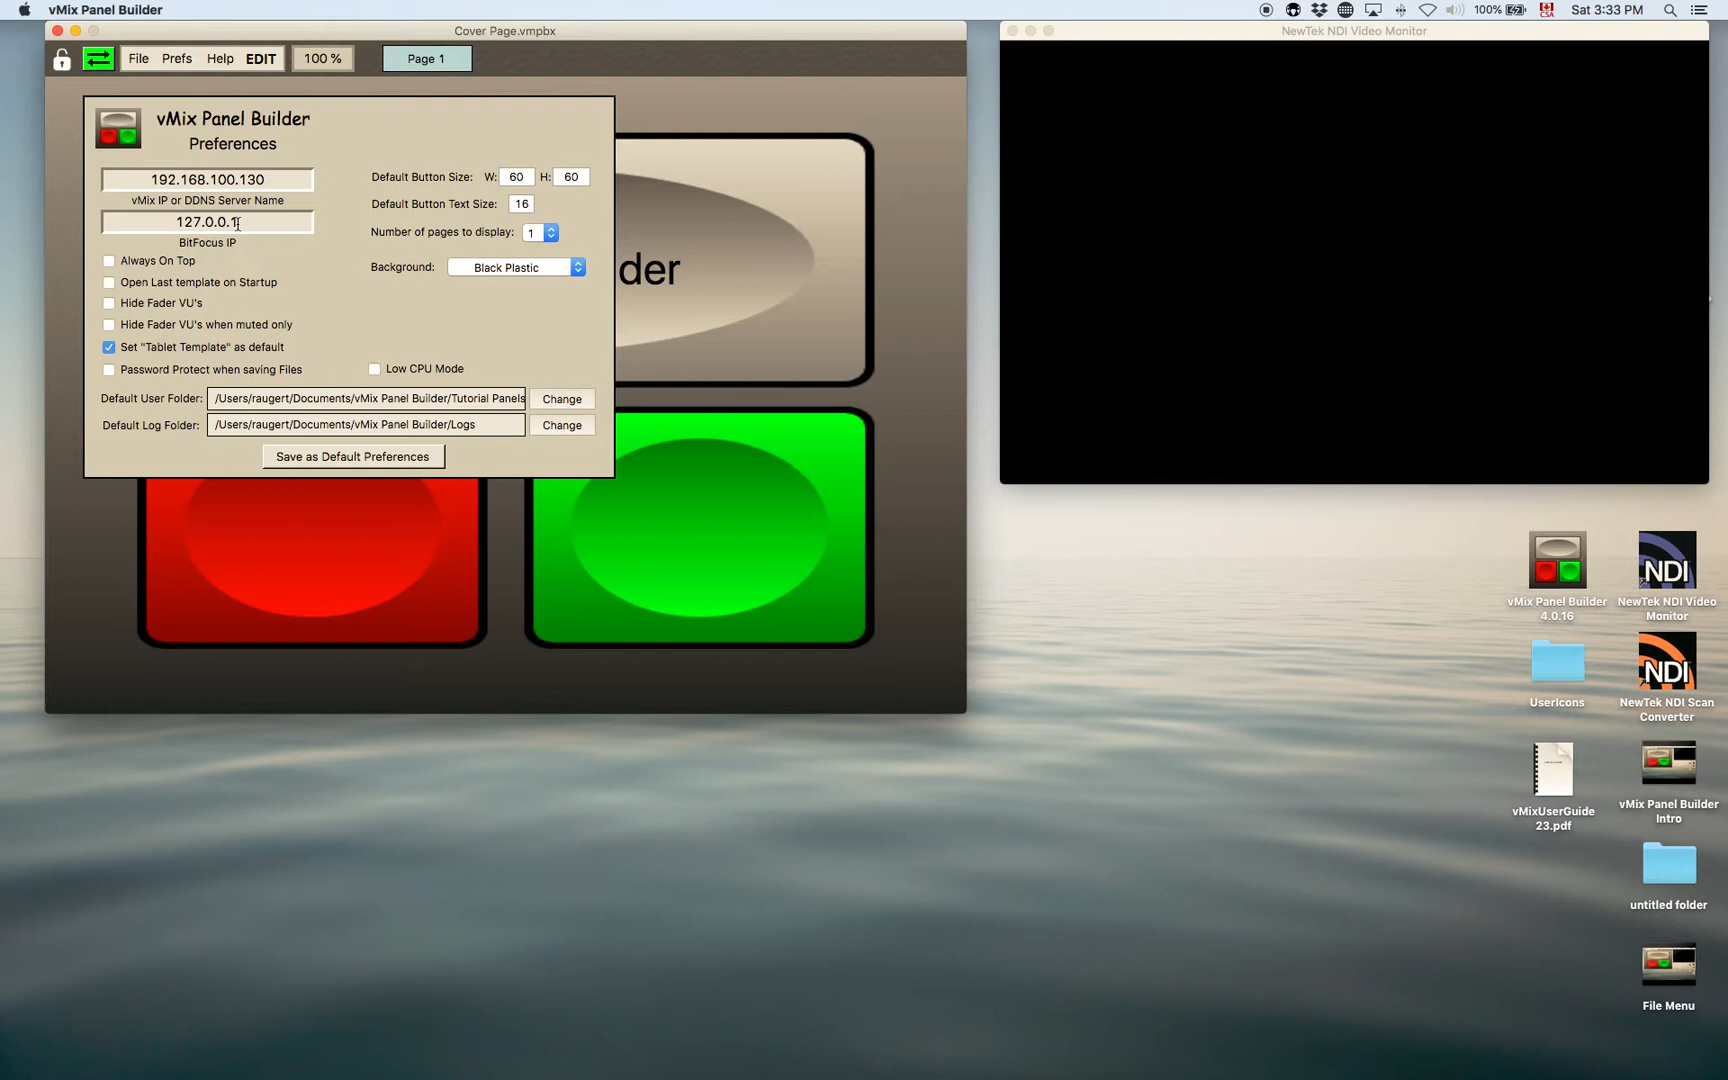 vMix Panel Builder
100%
Sat 3:33 PM
Cover Page.vmpbx
NewTek NDI Video Monitor
File Prefs Help EDIT
100 %
Page 1
vMix Panel Builder
Preferences
192.168.100.130
vMix IP or DDNS Server Name
127.0.0.1
BitFocus IP
Always On Top
Open Last template on Startup
Hide Fader VU's
Hide Fader VU's when muted only
Set "Tablet Template" as default
Password Protect when saving Files
Default Button Size: W: 60 H: 60
Default Button Text Size: 16
Number of pages to display: 1
Background: Black Plastic
Low CPU Mode
Default User Folder: /Users/raugert/Documents/vMix Panel Builder/Tutorial Panels Change
Default Log Folder: /Users/raugert/Documents/vMix Panel Builder/Logs Change
Save as Default Preferences
der
NDI
vMix Panel Builder
4.0.16
NewTek NDI Video
Monitor
NDI
UserIcons
NewTek NDI Scan
Converter
vMixUserGuide
23.pdf
vMix Panel Builder
Intro
untitled folder
File Menu